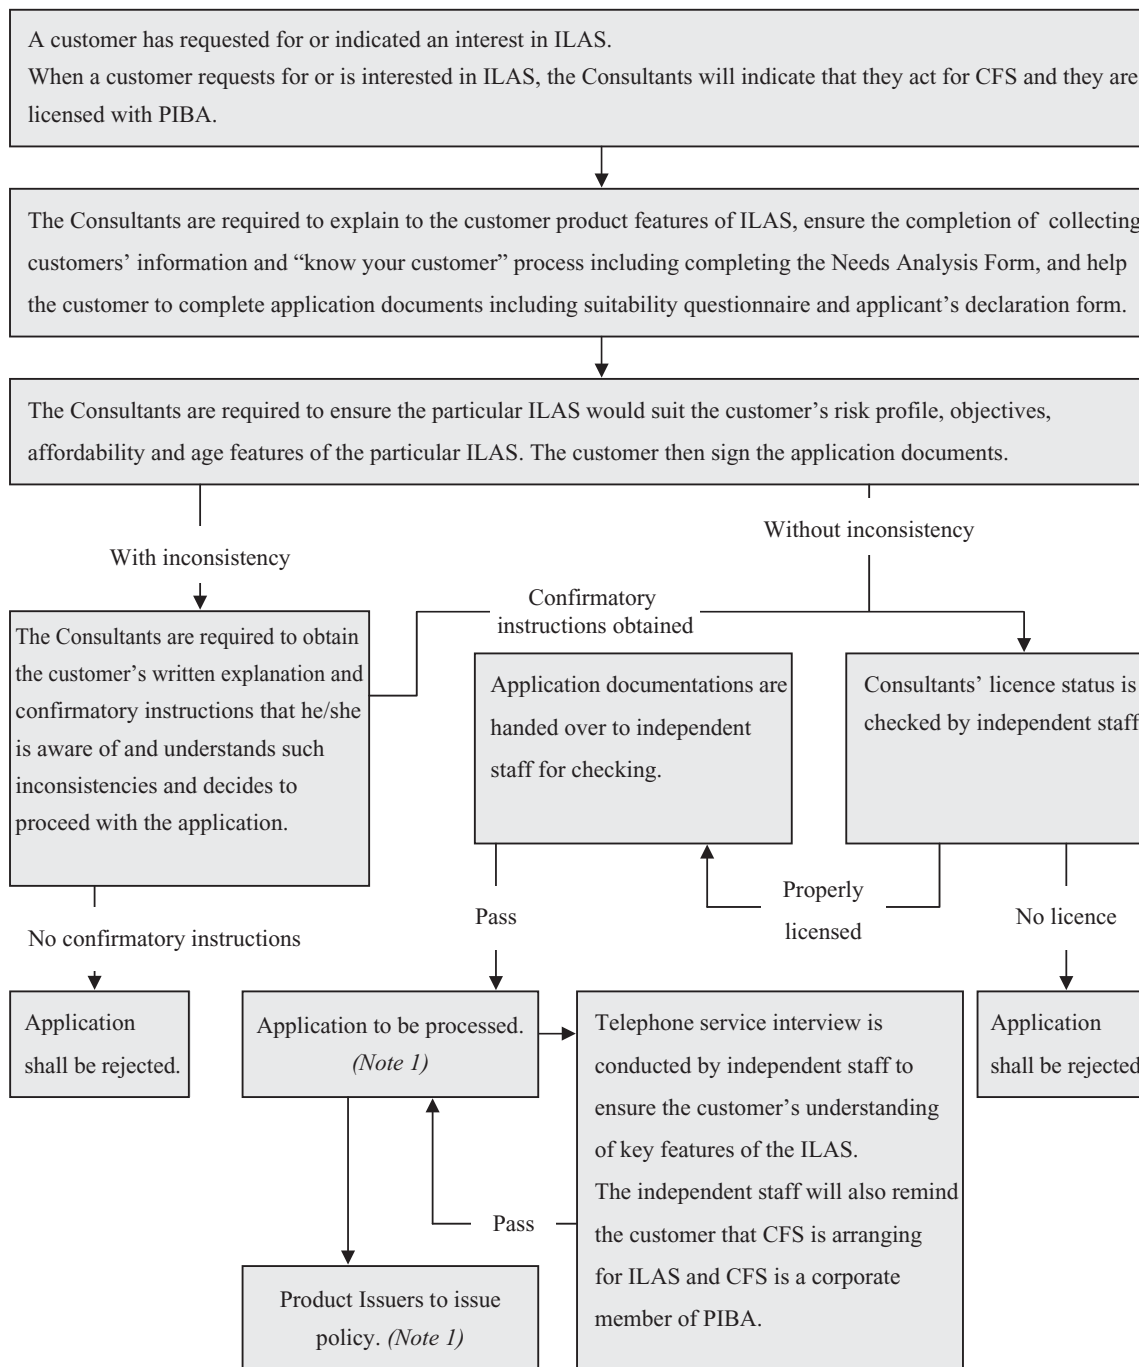 A customer has requested for or indicated an interest in ILAS.
When a customer requests for or is interested in ILAS, the Consultants will indicate that they act for CFS and they are
licensed with PIBA.
The Consultants are required to explain to the customer product features of ILAS, ensure the completion of collecting
customers’ information and “know your customer” process including completing the Needs Analysis Form, and help
the customer to complete application documents including suitability questionnaire and applicant’s declaration form.
The Consultants are required to ensure the particular ILAS would suit the customer’s risk profile, objectives,
affordability and age features of the particular ILAS. The customer then sign the application documents.
With inconsistency
Without inconsistency
The Consultants are required to obtain
the customer’s written explanation and
confirmatory instructions that he/she
is aware of and understands such
inconsistencies and decides to
proceed with the application.
Confirmatory
instructions obtained
Application documentations are
handed over to independent
staff for checking.
Consultants’ licence status is
checked by independent staff
No confirmatory instructions
Pass
Properly
licensed
No licence
Application
shall be rejected.
Application to be processed.
(Note 1)
Telephone service interview is
conducted by independent staff to
ensure the customer’s understanding
of key features of the ILAS.
The independent staff will also remind
the customer that CFS is arranging
for ILAS and CFS is a corporate
member of PIBA.
Application
shall be rejected
Pass
Product Issuers to issue
policy. (Note 1)